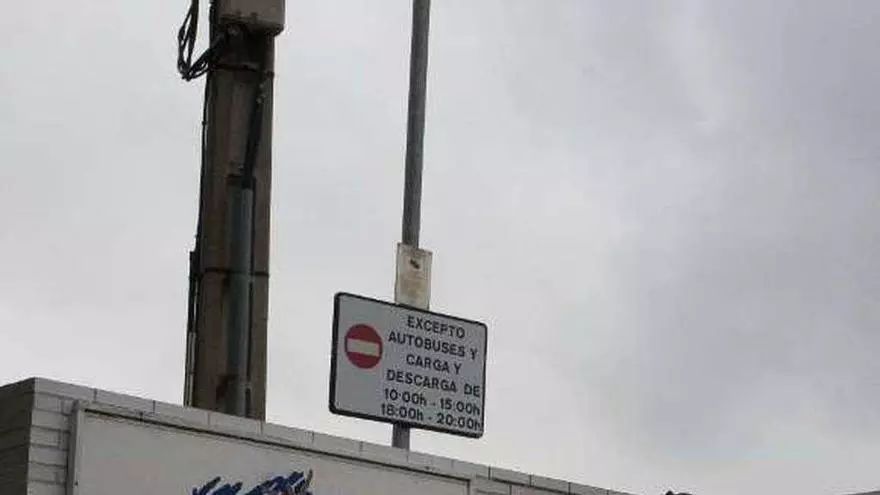 EXCEPTO
AUTOBUSES Y
CARGA Y
DESCARGA DE
10:00h - 15:00h
18:00h - 20:00h